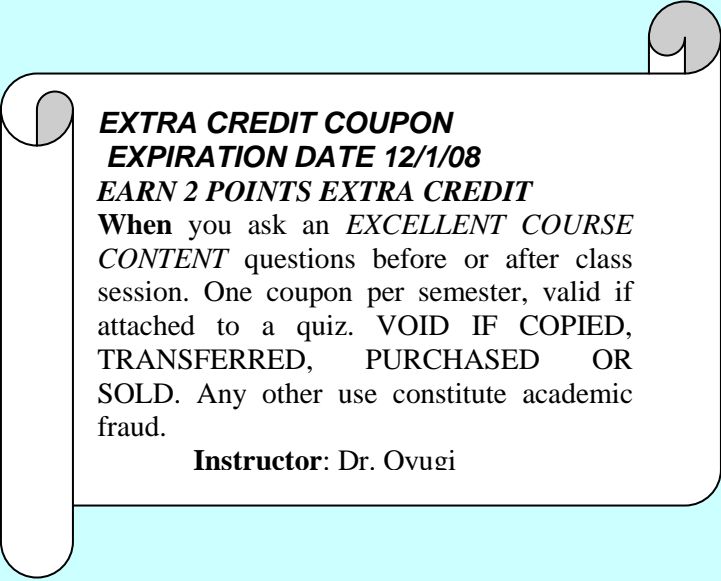 EXTRA CREDIT COUPON
EXPIRATION DATE 12/1/08
EARN 2 POINTS EXTRA CREDIT
When you ask an EXCELLENT COURSE
CONTENT questions before or after class
session. One coupon per semester, valid if
attached to a quiz. VOID IF COPIED,
TRANSFERRED, PURCHASED OR
SOLD. Any other use constitute academic
fraud.
Instructor: Dr. Ovugi